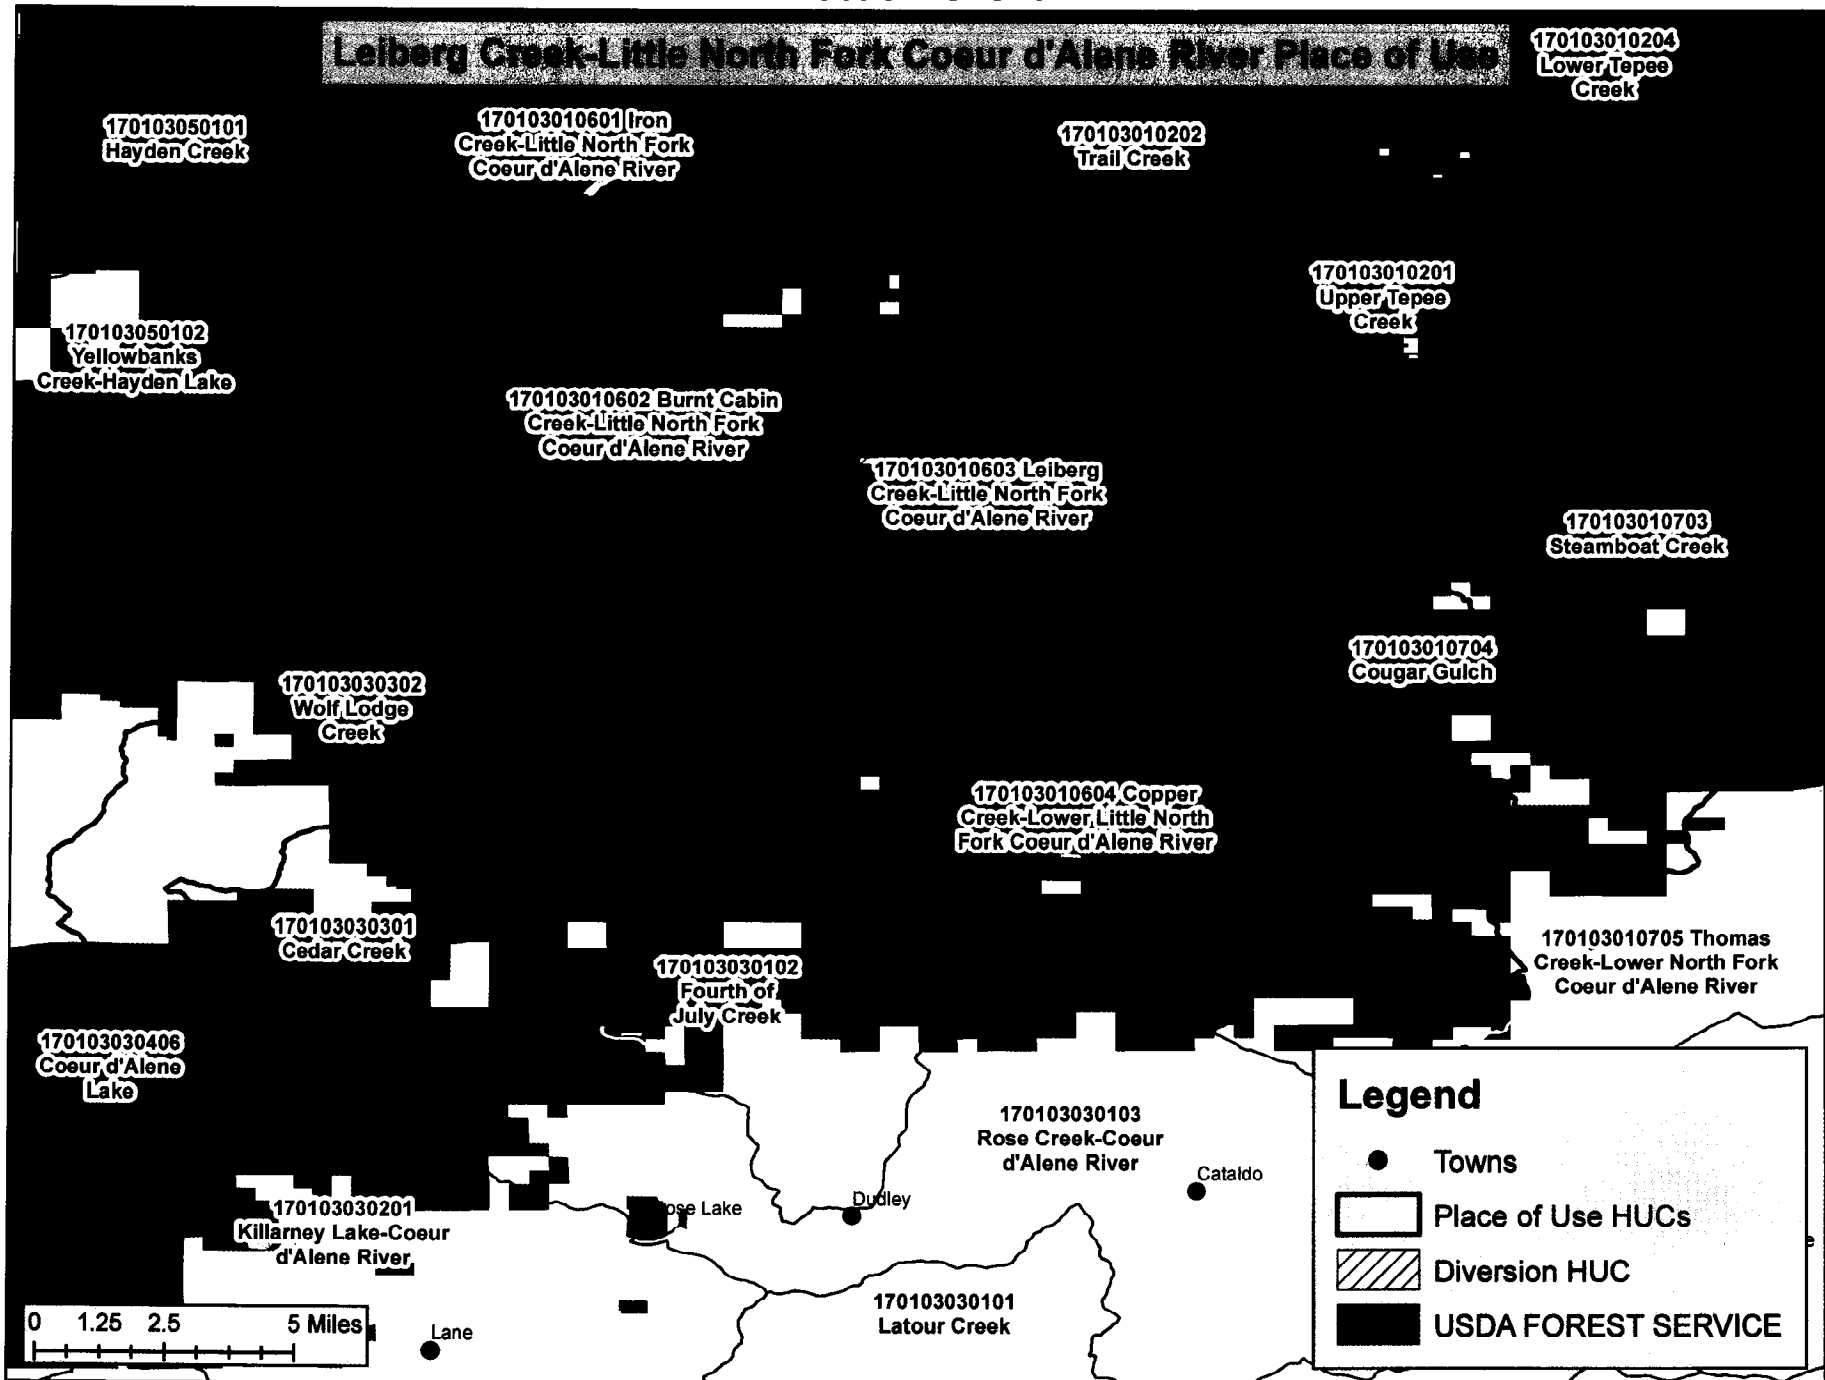 Leiberg Creek-Little North Fork Coeur d'Alene River Place of Use
170103010204
Lower Tepee
Creek
170103050101
Hayden Creek
170103010601 Iron
Creek-Little North Fork
Coeur d'Alene River
170103010202
Trail Creek
170103010201
Upper Tepee
Creek
170103050102
Yellowbanks
Creek-Hayden Lake
170103010602 Burnt Cabin
Creek-Little North Fork
Coeur d'Alene River
170103010603 Leiberg
Creek-Little North Fork
Coeur d'Alene River
170103010703
Steamboat Creek
170103010704
Cougar Gulch
170103030302
Wolf Lodge
Creek
170103010604 Copper
Creek-Lower Little North
Fork Coeur d'Alene River
170103030301
Cedar Creek
170103030102
Fourth of
July Creek
170103010705 Thomas
Creek-Lower North Fork
Coeur d'Alene River
170103030406
Coeur d'Alene
Lake
170103030103
Rose Creek-Coeur
d'Alene River
Cataldo
Dudley
Lake
170103030201
Killarney Lake-Coeur
d'Alene River
170103030101
Latour Creek
Lane
0 1.25 2.5 5 Miles
Legend
Towns
Place of Use HUCs
Diversion HUC
USDA FOREST SERVICE